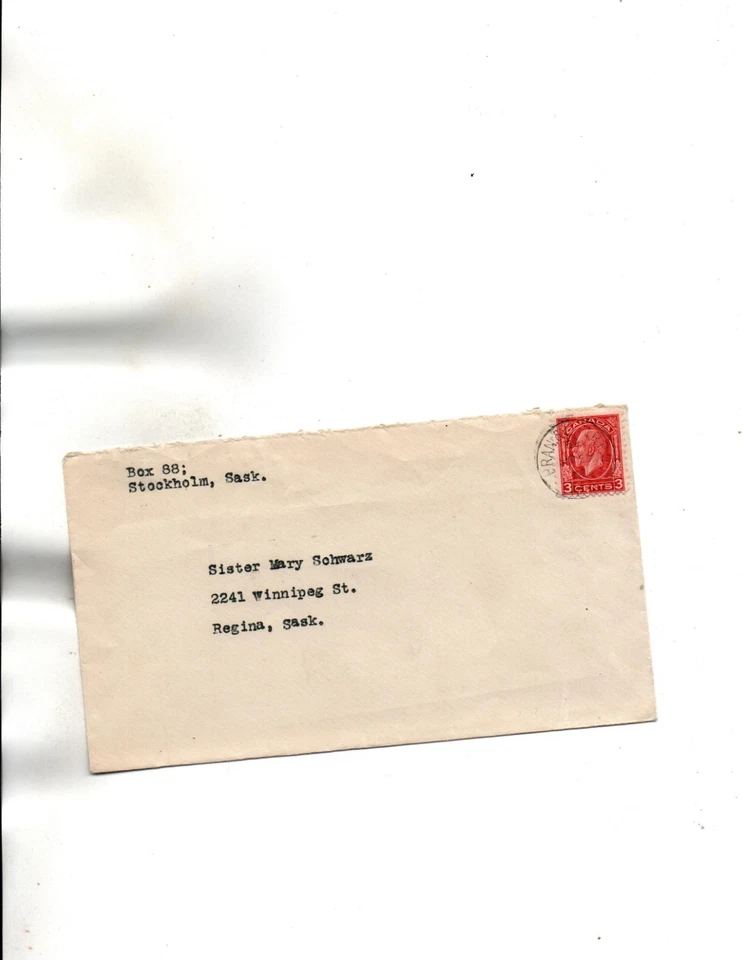 Box 88;
Stockholm, Sask.
CANADA
3 CENTS 3
Sister Mary Schwarz
2241 Winnipeg St.
Regina, Sask.